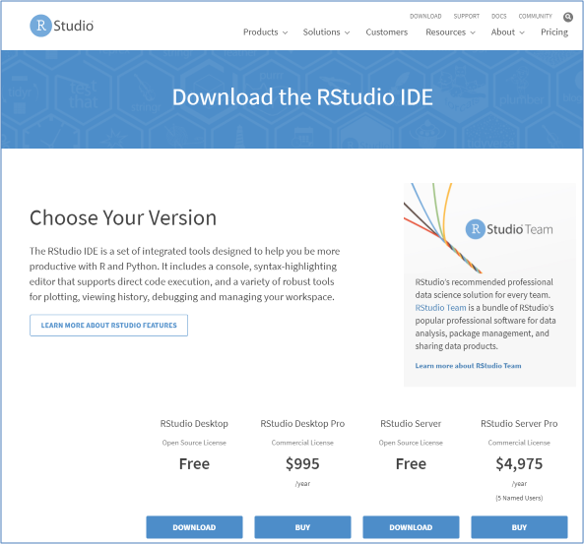 DOWNLOAD SUPPORT DOCS COMMUNITY
R Studio
Products Solutions Customers Resources About Pricing
Download the RStudio IDE
Choose Your Version
The RStudio IDE is a set of integrated tools designed to help you be more
productive with R and Python. It includes a console, syntax-highlighting
editor that supports direct code execution, and a variety of robust tools
for plotting, viewing history, debugging and managing your workspace.
LEARN MORE ABOUT RSTUDIO FEATURES
R Studio Team
RStudio's recommended professional
data science solution for every team.
RStudio Team is a bundle of RStudio's
popular professional software for data
analysis, package management, and
sharing data products.
Learn more about RStudio Team
RStudio Desktop RStudio Desktop Pro RStudio Server RStudio Server Pro
Open Source License Commercial License Open Source License Commercial License
Free $995 Free $4,975
/year /year
(5 Named Users)
DOWNLOAD BUY DOWNLOAD BUY